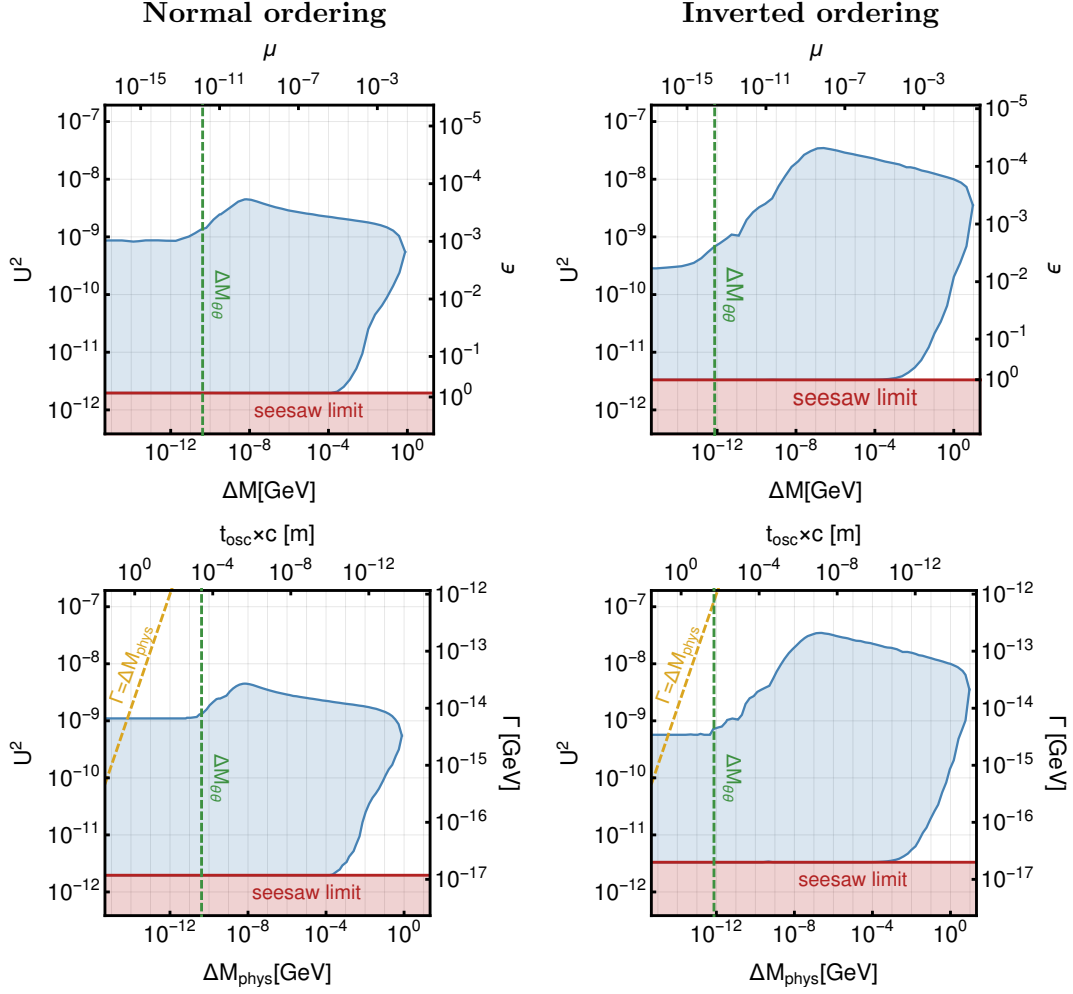 Normal ordering
Inverted ordering
μ
10^-15 10^-11 10^-7 10^-3
10^-7
10^-8
10^-9
10^-10
10^-11
10^-12
U^2
10^-5
10^-4
10^-3
10^-2
10^-1
10^0
ϵ
ΔM_θθ
seesaw limit
10^-12 10^-8 10^-4 10^0
ΔM[GeV]
μ
10^-15 10^-11 10^-7 10^-3
10^-7
10^-8
10^-9
10^-10
10^-11
10^-12
U^2
10^-5
10^-4
10^-3
10^-2
10^-1
10^0
ϵ
ΔM_θθ
seesaw limit
10^-12 10^-8 10^-4 10^0
ΔM[GeV]
t_osc×c [m]
10^0 10^-4 10^-8 10^-12
10^-7
10^-8
10^-9
10^-10
10^-11
10^-12
U^2
10^-12
10^-13
10^-14
10^-15
10^-16
10^-17
Γ[GeV]
Γ=ΔM_phys
ΔM_θθ
seesaw limit
10^-12 10^-8 10^-4 10^0
ΔM_phys[GeV]
t_osc×c [m]
10^0 10^-4 10^-8 10^-12
10^-7
10^-8
10^-9
10^-10
10^-11
10^-12
U^2
10^-12
10^-13
10^-14
10^-15
10^-16
10^-17
Γ[GeV]
Γ=ΔM_phys
ΔM_θθ
seesaw limit
10^-12 10^-8 10^-4 10^0
ΔM_phys[GeV]